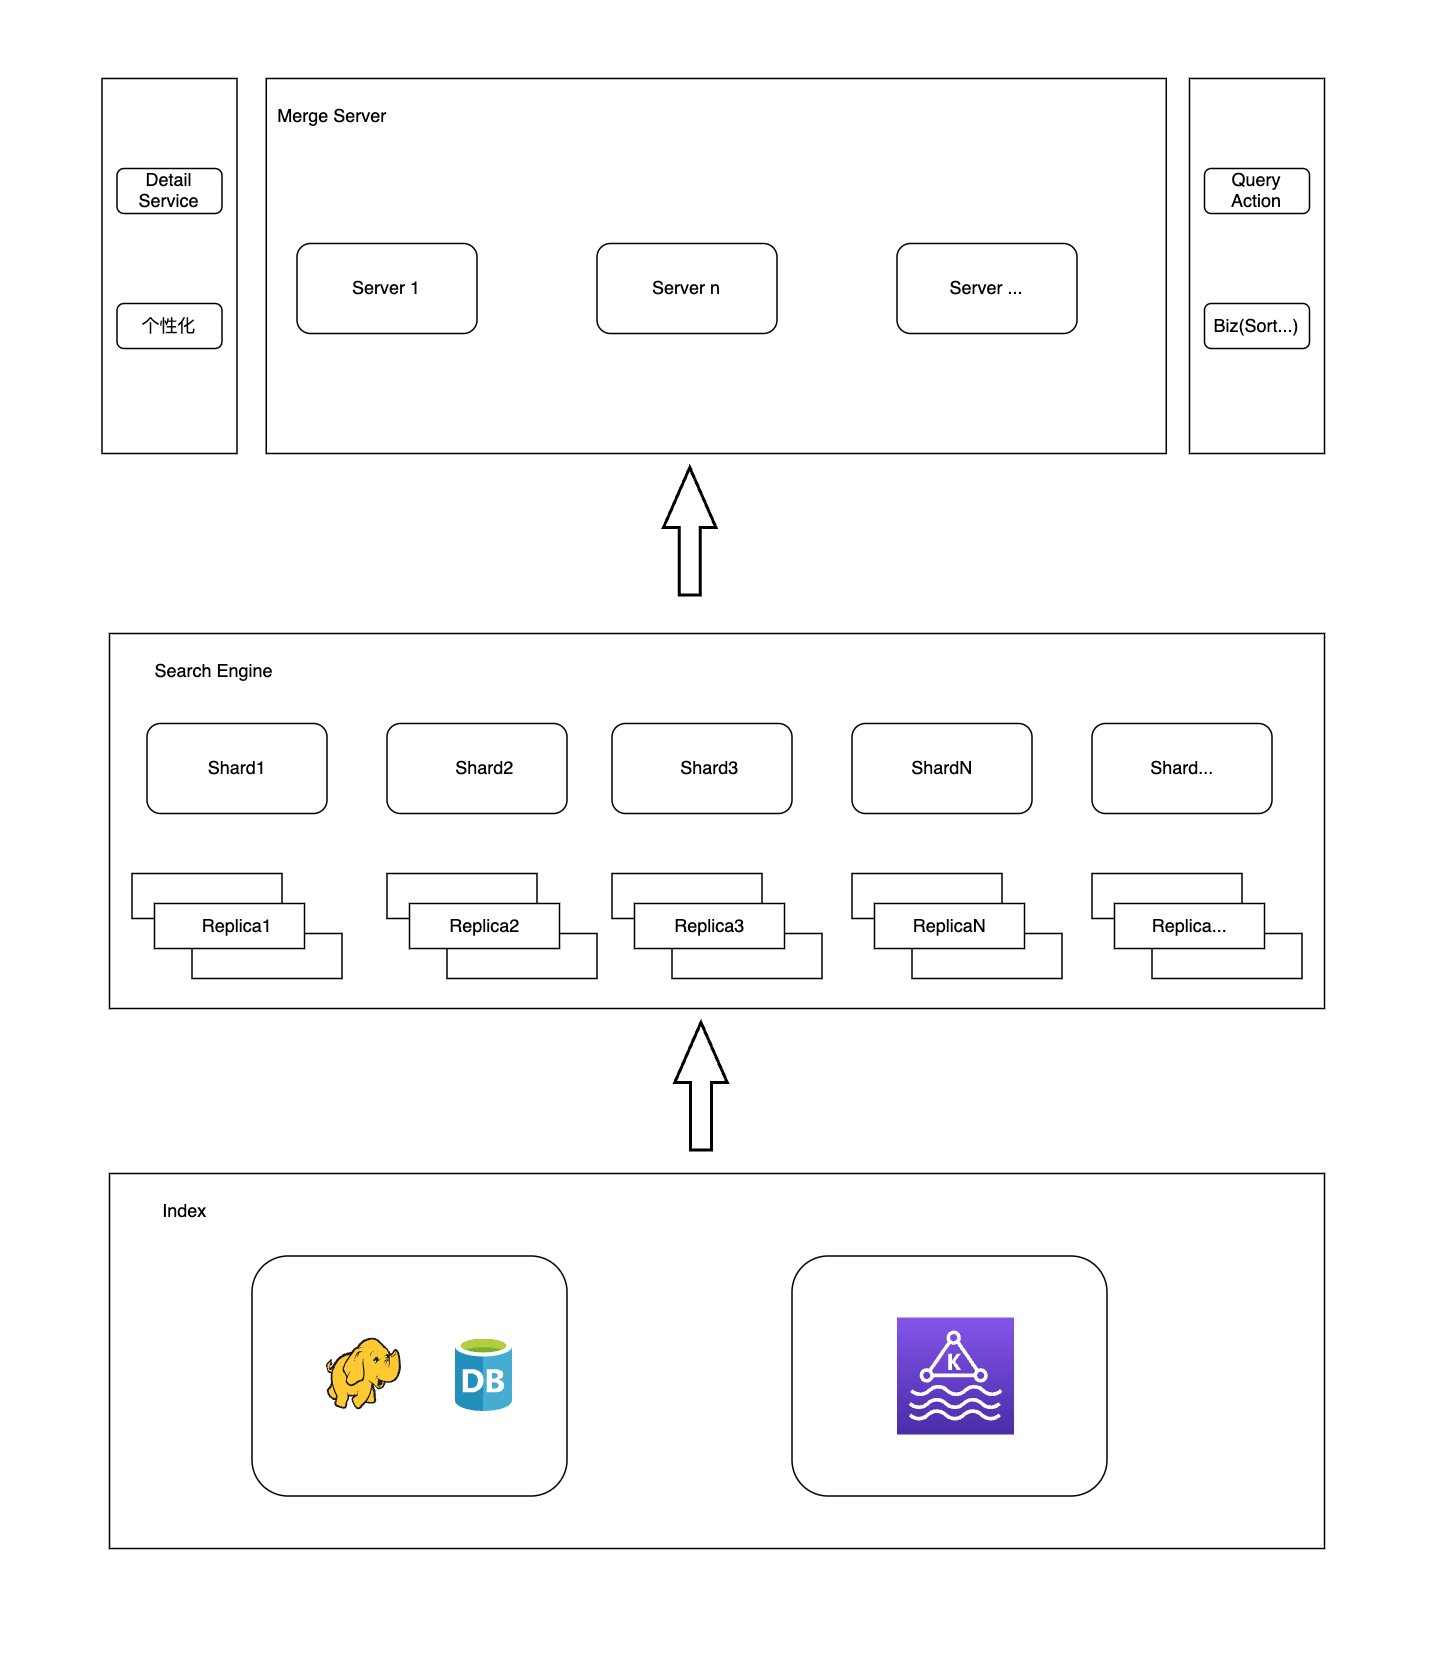 Merge Server
Detail
Service
个性化
Server 1
Server n
Server ...
Query
Action
Biz(Sort...)
Search Engine
Shard1
Shard2
Shard3
ShardN
Shard...
Replica1
Replica2
Replica3
ReplicaN
Replica...
Index
DB
K